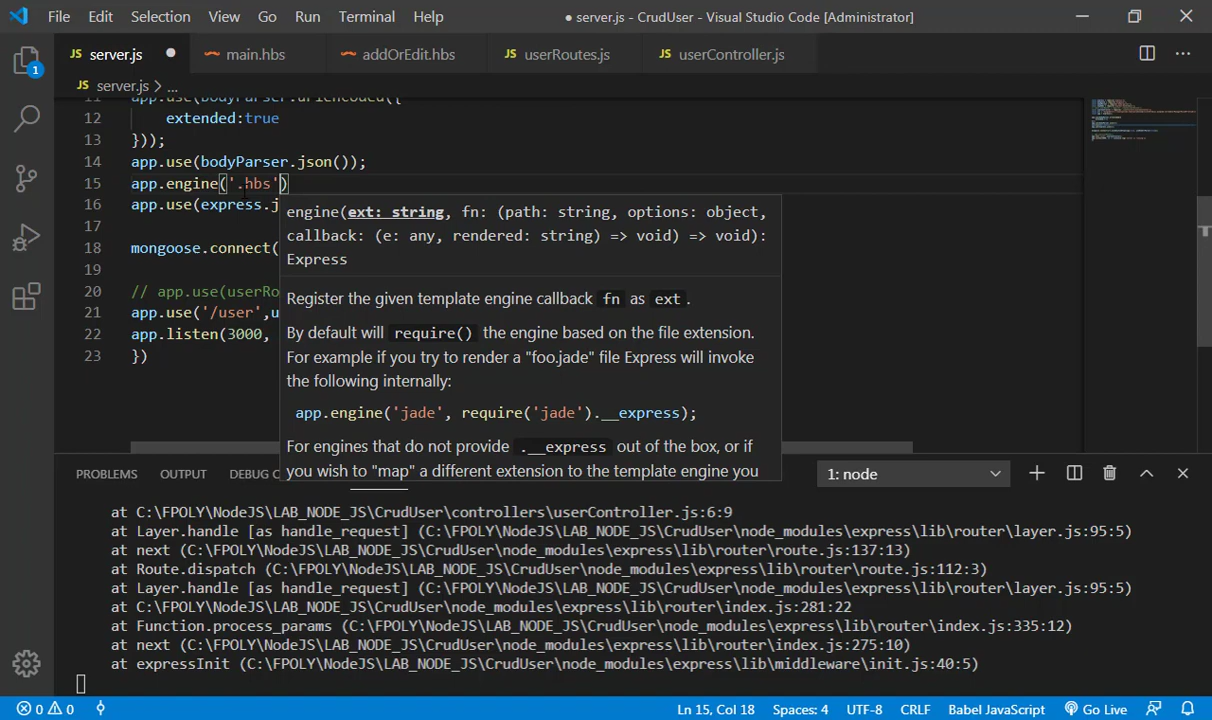 File Edit Selection View Go Run Terminal Help ● server.js - CrudUser - Visual Studio Code [Administrator]
JS server.js ● main.hbs addOrEdit.hbs JS userRoutes.js JS userController.js
JS server.js > ...
11 app.use(bodyParser.urlencoded({
12 extended:true
13 }));
14 app.use(bodyParser.json());
15 app.engine('.hbs')
16 app.use(express.j
17
18 mongoose.connect(
19
20 // app.use(userRo
21 app.use('/user',u
22 app.listen(3000,
23 })
engine(ext: string, fn: (path: string, options: object,
callback: (e: any, rendered: string) => void) => void):
Express
Register the given template engine callback fn as ext .
By default will require() the engine based on the file extension.
For example if you try to render a "foo.jade" file Express will invoke
the following internally:
app.engine('jade', require('jade').__express);
For engines that do not provide .__express out of the box, or if
you wish to "map" a different extension to the template engine you
1
PROBLEMS OUTPUT DEBUG C 1: node
at C:\FPOLY\NodeJS\LAB_NODE_JS\CrudUser\controllers\userController.js:6:9
at Layer.handle [as handle_request] (C:\FPOLY\NodeJS\LAB_NODE_JS\CrudUser\node_modules\express\lib\router\layer.js:95:5)
at next (C:\FPOLY\NodeJS\LAB_NODE_JS\CrudUser\node_modules\express\lib\router\route.js:137:13)
at Route.dispatch (C:\FPOLY\NodeJS\LAB_NODE_JS\CrudUser\node_modules\express\lib\router\route.js:112:3)
at Layer.handle [as handle_request] (C:\FPOLY\NodeJS\LAB_NODE_JS\CrudUser\node_modules\express\lib\router\layer.js:95:5)
at C:\FPOLY\NodeJS\LAB_NODE_JS\CrudUser\node_modules\express\lib\router\index.js:281:22
at Function.process_params (C:\FPOLY\NodeJS\LAB_NODE_JS\CrudUser\node_modules\express\lib\router\index.js:335:12)
at next (C:\FPOLY\NodeJS\LAB_NODE_JS\CrudUser\node_modules\express\lib\router\index.js:275:10)
at expressInit (C:\FPOLY\NodeJS\LAB_NODE_JS\CrudUser\node_modules\express\lib\middleware\init.js:40:5)
0 0 Ln 15, Col 18 Spaces: 4 UTF-8 CRLF Babel JavaScript Go Live